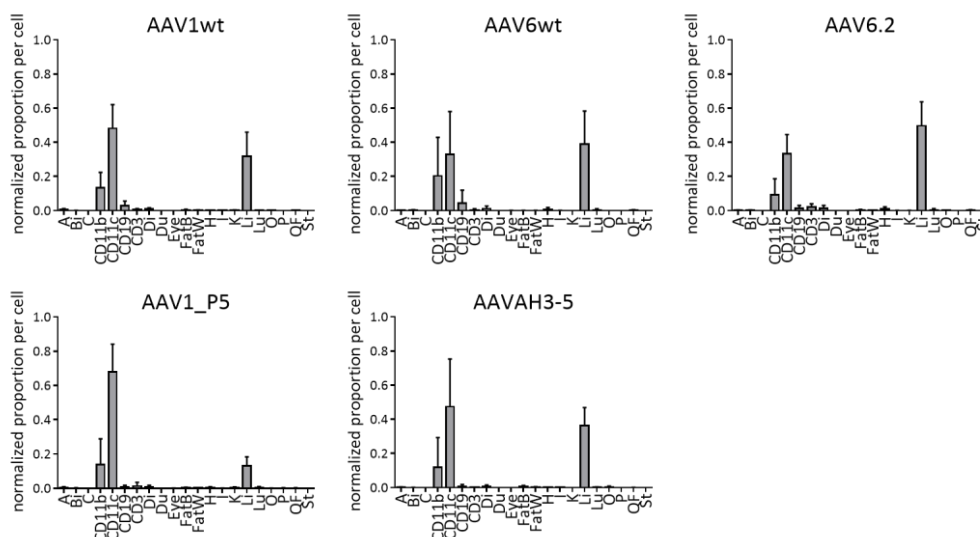 AAV1wt
normalized proportion per cell
1.0
0.8
0.6
0.4
0.2
0.0
A
Bi
C
CD11b
CD11c
CD19
CD3
Di
Du
Eye
FatB
FatW
H
I
K
Li
Lu
O
P
QF
St
AAV6wt
normalized proportion per cell
1.0
0.8
0.6
0.4
0.2
0.0
A
Bi
C
CD11b
CD11c
CD19
CD3
Di
Du
Eye
FatB
FatW
H
I
K
Li
Lu
O
P
QF
St
AAV6.2
normalized proportion per cell
1.0
0.8
0.6
0.4
0.2
0.0
A
Bi
C
CD11b
CD11c
CD19
CD3
Di
Du
Eye
FatB
FatW
H
I
K
Li
Lu
O
P
QF
St
AAV1_P5
normalized proportion per cell
1.0
0.8
0.6
0.4
0.2
0.0
A
Bi
C
CD11b
CD11c
CD19
CD3
Di
Du
Eye
FatB
FatW
H
I
K
Li
Lu
O
P
QF
St
AAVAH3-5
normalized proportion per cell
1.0
0.8
0.6
0.4
0.2
0.0
A
Bi
C
CD11b
CD11c
CD19
CD3
Di
Du
Eye
FatB
FatW
H
I
K
Li
Lu
O
P
QF
St